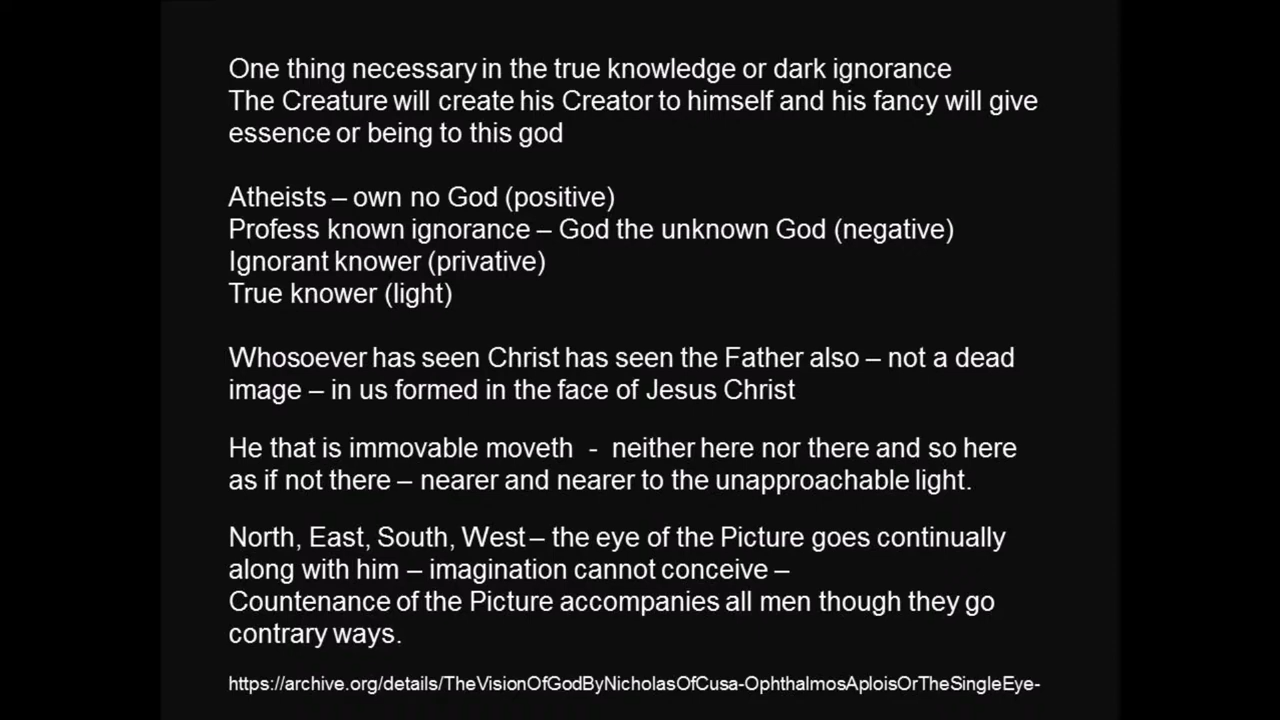 One thing necessary in the true knowledge or dark ignorance
The Creature will create his Creator to himself and his fancy will give
essence or being to this god
Atheists – own no God (positive)
Profess known ignorance – God the unknown God (negative)
Ignorant knower (privative)
True knower (light)
Whosoever has seen Christ has seen the Father also – not a dead
image – in us formed in the face of Jesus Christ
He that is immovable moveth  -  neither here nor there and so here
as if not there – nearer and nearer to the unapproachable light.
North, East, South, West – the eye of the Picture goes continually
along with him – imagination cannot conceive –
Countenance of the Picture accompanies all men though they go
contrary ways.
https://archive.org/details/TheVisionOfGodByNicholasOfCusa-OphthalmosAploisOrTheSingleEye-